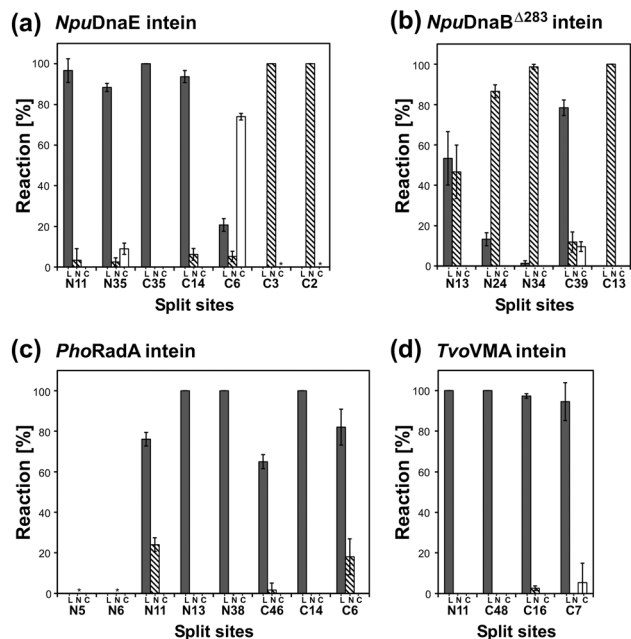 (a) NpuDnaE intein
Reaction [%]
100
80
60
40
20
0
L N C L N C L N C L N C L N C L N C L N C
* *
N11 N35 C35 C14 C6 C3 C2
Split sites
(b) NpuDnaB Δ283 intein
Reaction [%]
100
80
60
40
20
0
L N C L N C L N C L N C L N C
N13 N24 N34 C39 C13
Split sites
(c) PhoRadA intein
Reaction [%]
100
80
60
40
20
0
* *
L N C L N C L N C L N C L N C L N C L N C L N C
N5 N6 N11 N13 N38 C46 C14 C6
Split sites
(d) TvoVMA intein
Reaction [%]
100
80
60
40
20
0
L N C L N C L N C L N C
N11 C48 C16 C7
Split sites